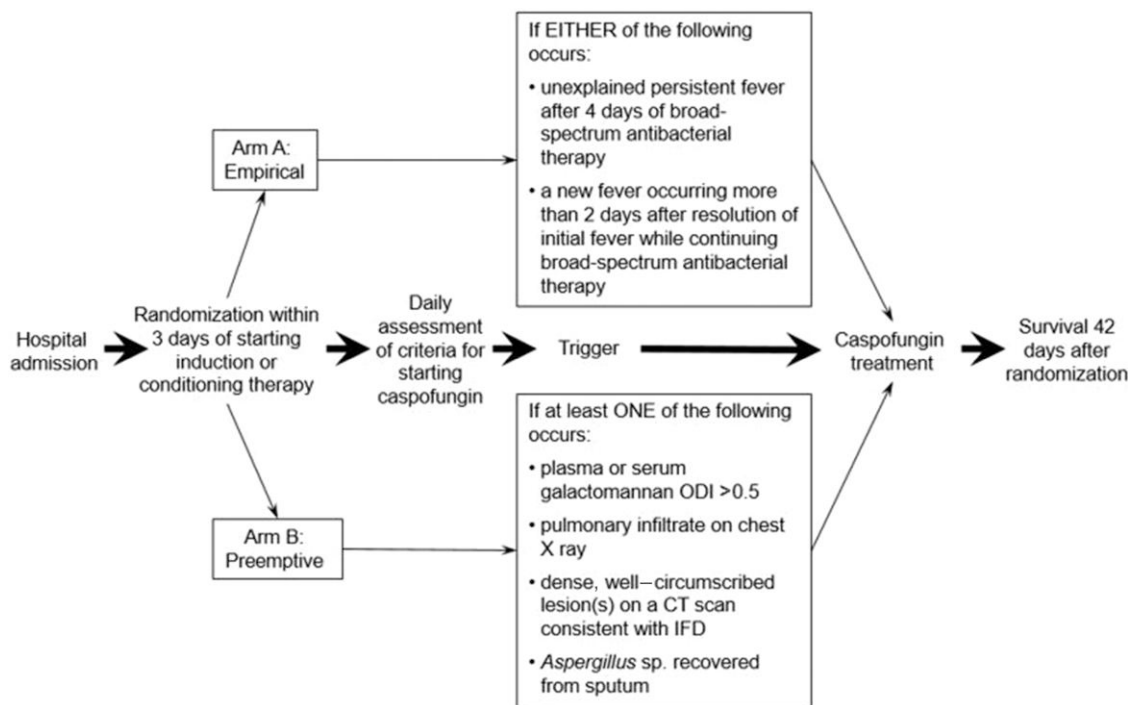 If EITHER of the following
occurs:
• unexplained persistent fever
after 4 days of broad-
spectrum antibacterial
therapy
• a new fever occurring more
than 2 days after resolution of
initial fever while continuing
broad-spectrum antibacterial
therapy
Arm A:
Empirical
Hospital
admission
Randomization within
3 days of starting
induction or
conditioning therapy
Daily
assessment
of criteria for
starting
caspofungin
Trigger
Caspofungin
treatment
Survival 42
days after
randomization
Arm B:
Preemptive
If at least ONE of the following
occurs:
• plasma or serum
galactomannan ODI >0.5
• pulmonary infiltrate on chest
X ray
• dense, well–circumscribed
lesion(s) on a CT scan
consistent with IFD
• Aspergillus sp. recovered
from sputum